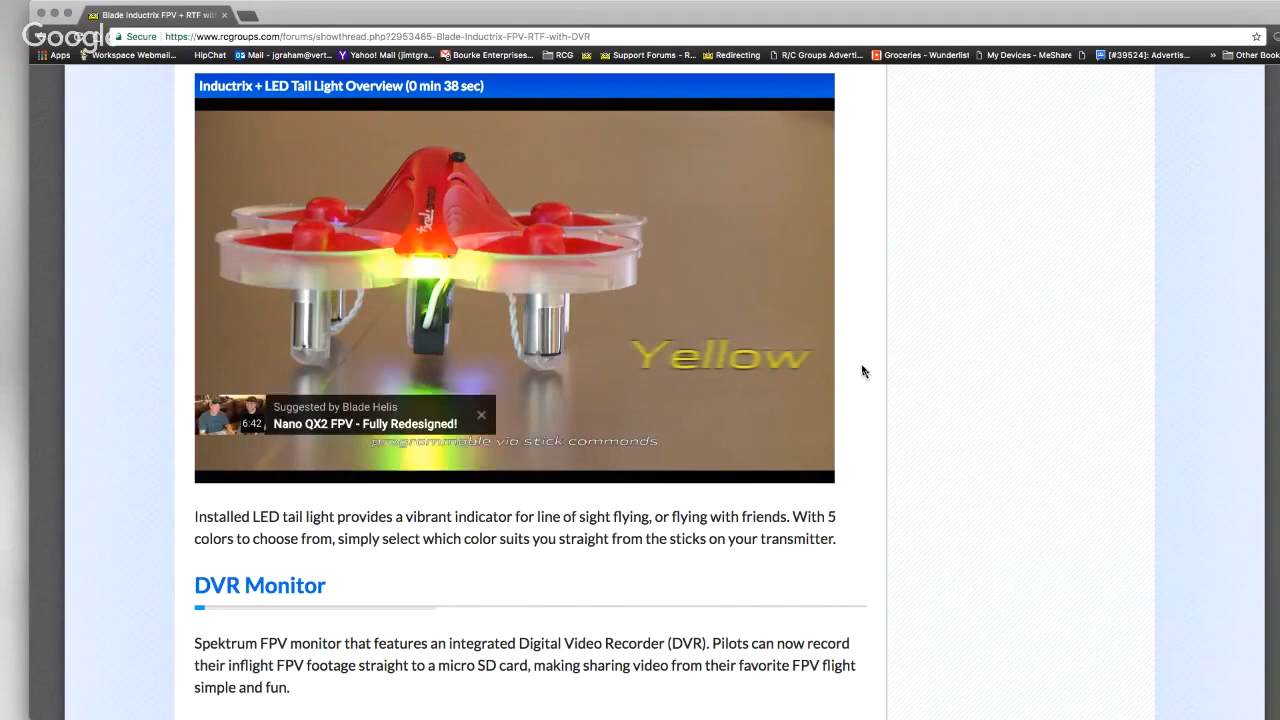 Blade Inductrix FPV + RTF wit
Google
Secure https://www.rcgroups.com/forums/showthread.php?2953465-Blade-Inductrix-FPV-RTF-with-DVR
Apps Workspace Webmail... HipChat Mail - jgraham@vert... Yahoo! Mail (jimtgra... Bourke Enterprises... RCG Support Forums - R... Redirecting R/C Groups Adverti... Groceries - Wunderlist My Devices - MeShare [#39524]: Advertis... » Other Book
Inductrix + LED Tail Light Overview (0 min 38 sec)
Yellow
Suggested by Blade Helis
6:42 Nano QX2 FPV - Fully Redesigned!
programmable via stick commands
Installed LED tail light provides a vibrant indicator for line of sight flying, or flying with friends. With 5
colors to choose from, simply select which color suits you straight from the sticks on your transmitter.
DVR Monitor
Spektrum FPV monitor that features an integrated Digital Video Recorder (DVR). Pilots can now record
their inflight FPV footage straight to a micro SD card, making sharing video from their favorite FPV flight
simple and fun.